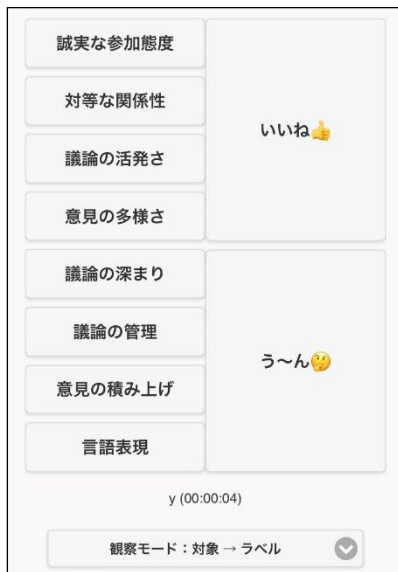 誠実な参加態度
対等な関係性
議論の活発さ
意見の多様さ
いいね👍
議論の深まり
議論の管理
意見の積み上げ
言語表現
う〜ん🤔
y (00:00:04)
観察モード：対象 → ラベル